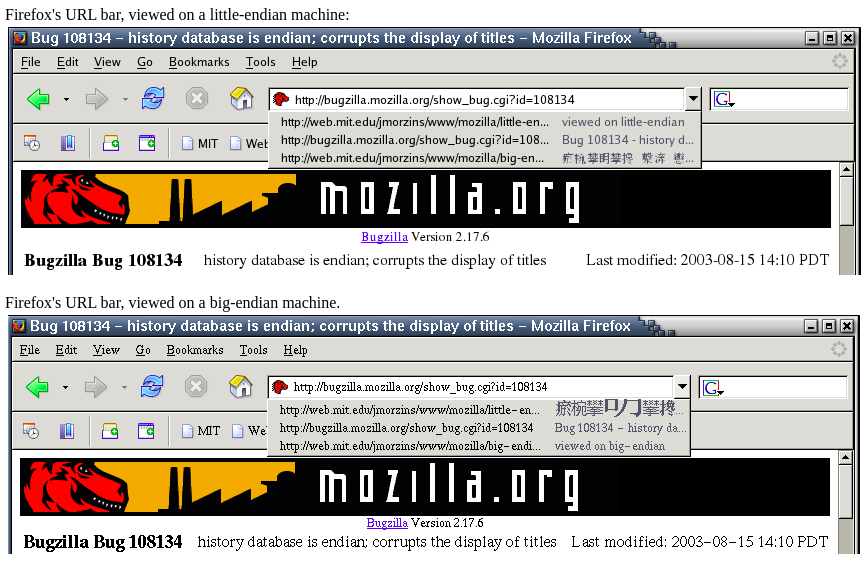 Firefox's URL bar, viewed on a little-endian machine:
Bug 108134 – history database is endian; corrupts the display of titles – Mozilla Firefox
File Edit View Go Bookmarks Tools Help
http://bugzilla.mozilla.org/show_bug.cgi?id=108134
G
http://web.mit.edu/jmorzins/www/mozilla/little-en... viewed on little-endian
MIT Web
http://bugzilla.mozilla.org/show_bug.cgi?id=108... Bug 108134 - history d...
http://web.mit.edu/jmorzins/www/mozilla/big-en...
mozilla.org
Bugzilla Version 2.17.6
Bugzilla Bug 108134 history database is endian; corrupts the display of titles Last modified: 2003-08-15 14:10 PDT
Firefox's URL bar, viewed on a big-endian machine.
Bug 108134 – history database is endian; corrupts the display of titles – Mozilla Firefox
File Edit View Go Bookmarks Tools Help
http://bugzilla.mozilla.org/show_bug.cgi?id=108134
G
http://web.mit.edu/jmorzins/www/mozilla/little-en...
MIT We
http://bugzilla.mozilla.org/show_bug.cgi?id=108134 Bug 108134 - history da...
http://web.mit.edu/jmorzins/www/mozilla/big-endi... viewed on big-endian
mozilla.org
Bugzilla Version 2.17.6
Bugzilla Bug 108134 history database is endian; corrupts the display of titles Last modified: 2003-08-15 14:10 PDT